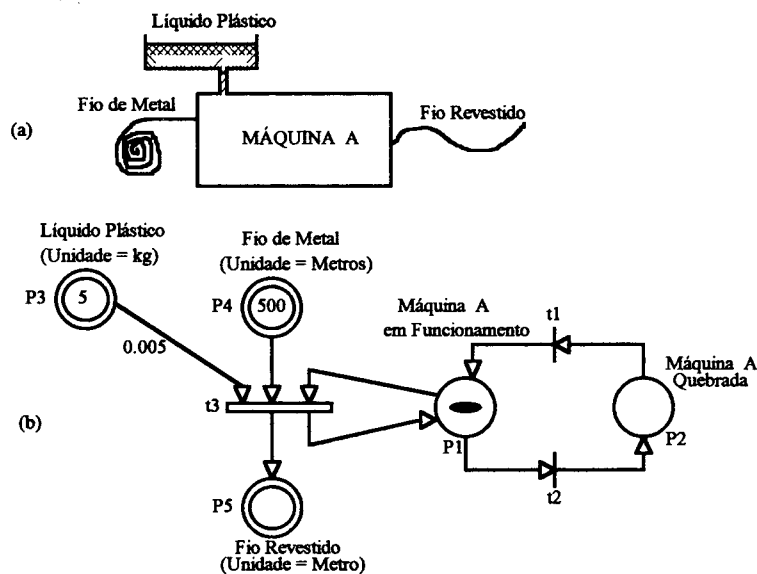 Líquido Plástico
Fio de Metal
Fio Revestido
(a)
MÁQUINA A
Líquido Plástico
(Unidade = kg)
Fio de Metal
(Unidade = Metros)
P3
5
P4
500
Máquina A
em Funcionamento
t1
0.005
Máquina A
Quebrada
(b)
t3
P1
P2
t2
P5
Fio Revestido
(Unidade = Metro)